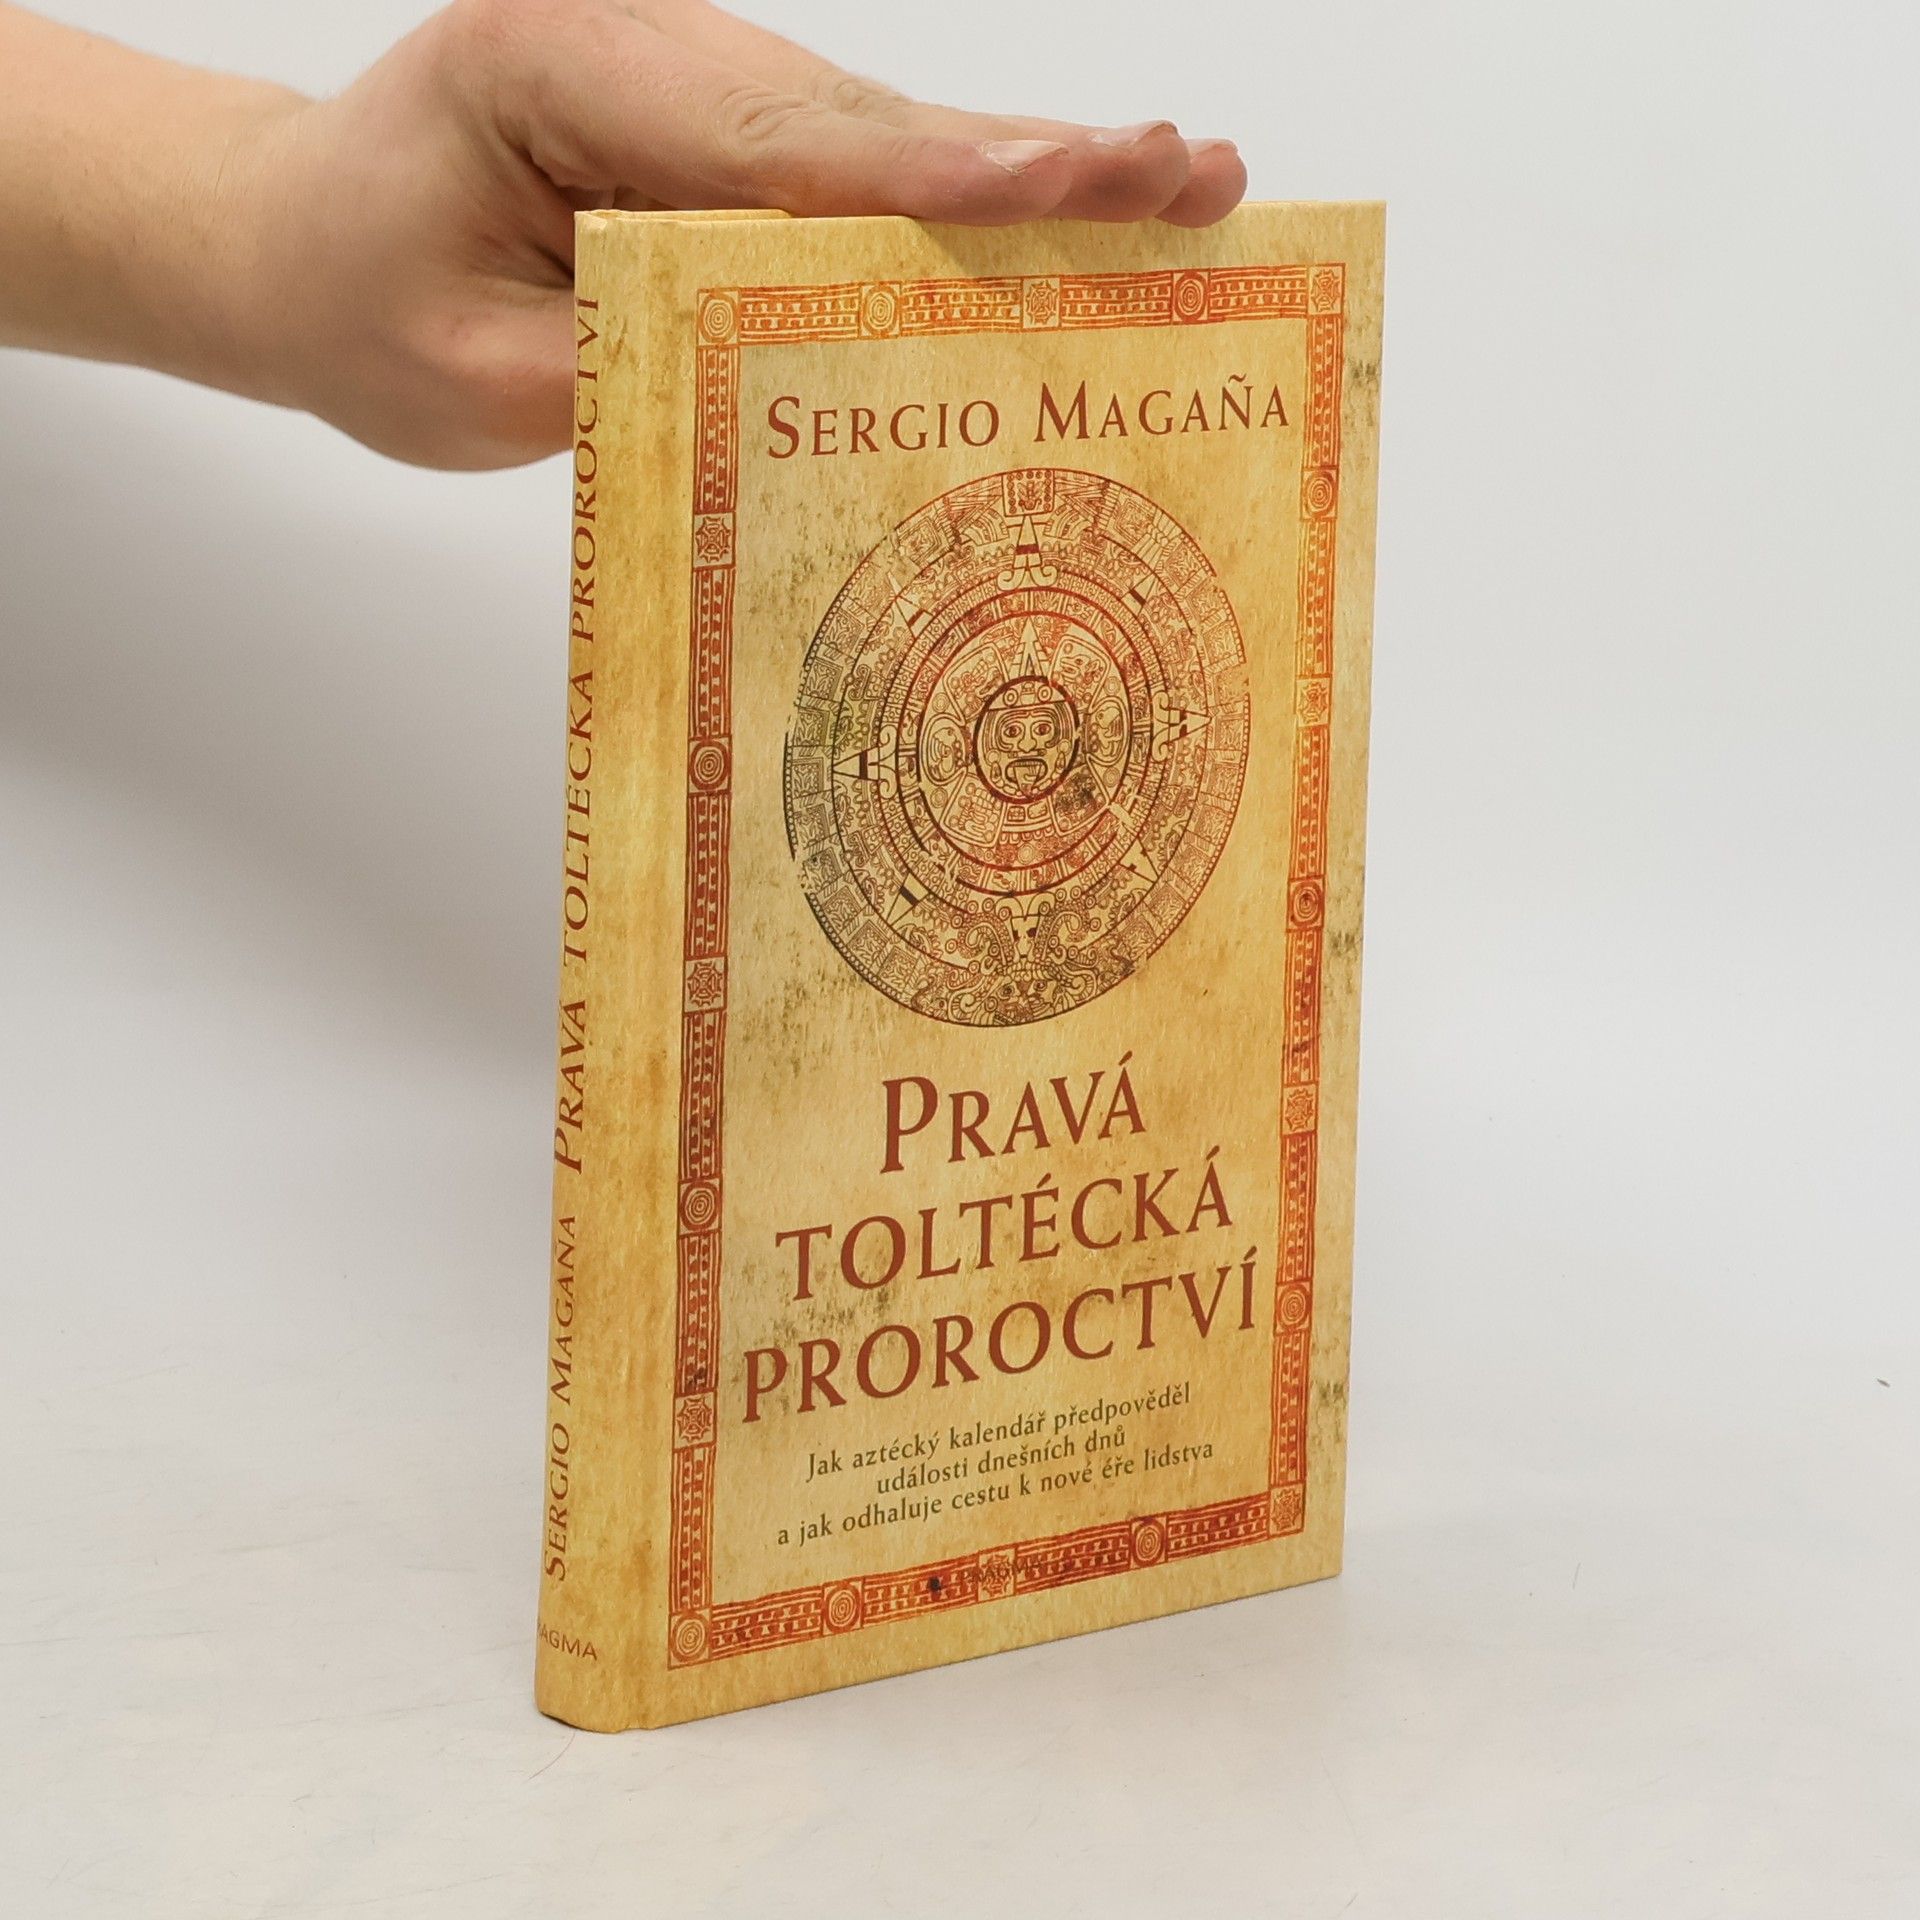 SERGIO MAGAÑA
PRAVÁ
TOLTÉCKÁ
PROROCTVÍ
Jak aztécký kalendář předpověděl
události dnešních dnů
a jak odhaluje cestu k nové éře lidstva
PRAGMA
SERGIO MAGAÑA PRAVÁ TOLTÉCKÁ PROROCTVÍ